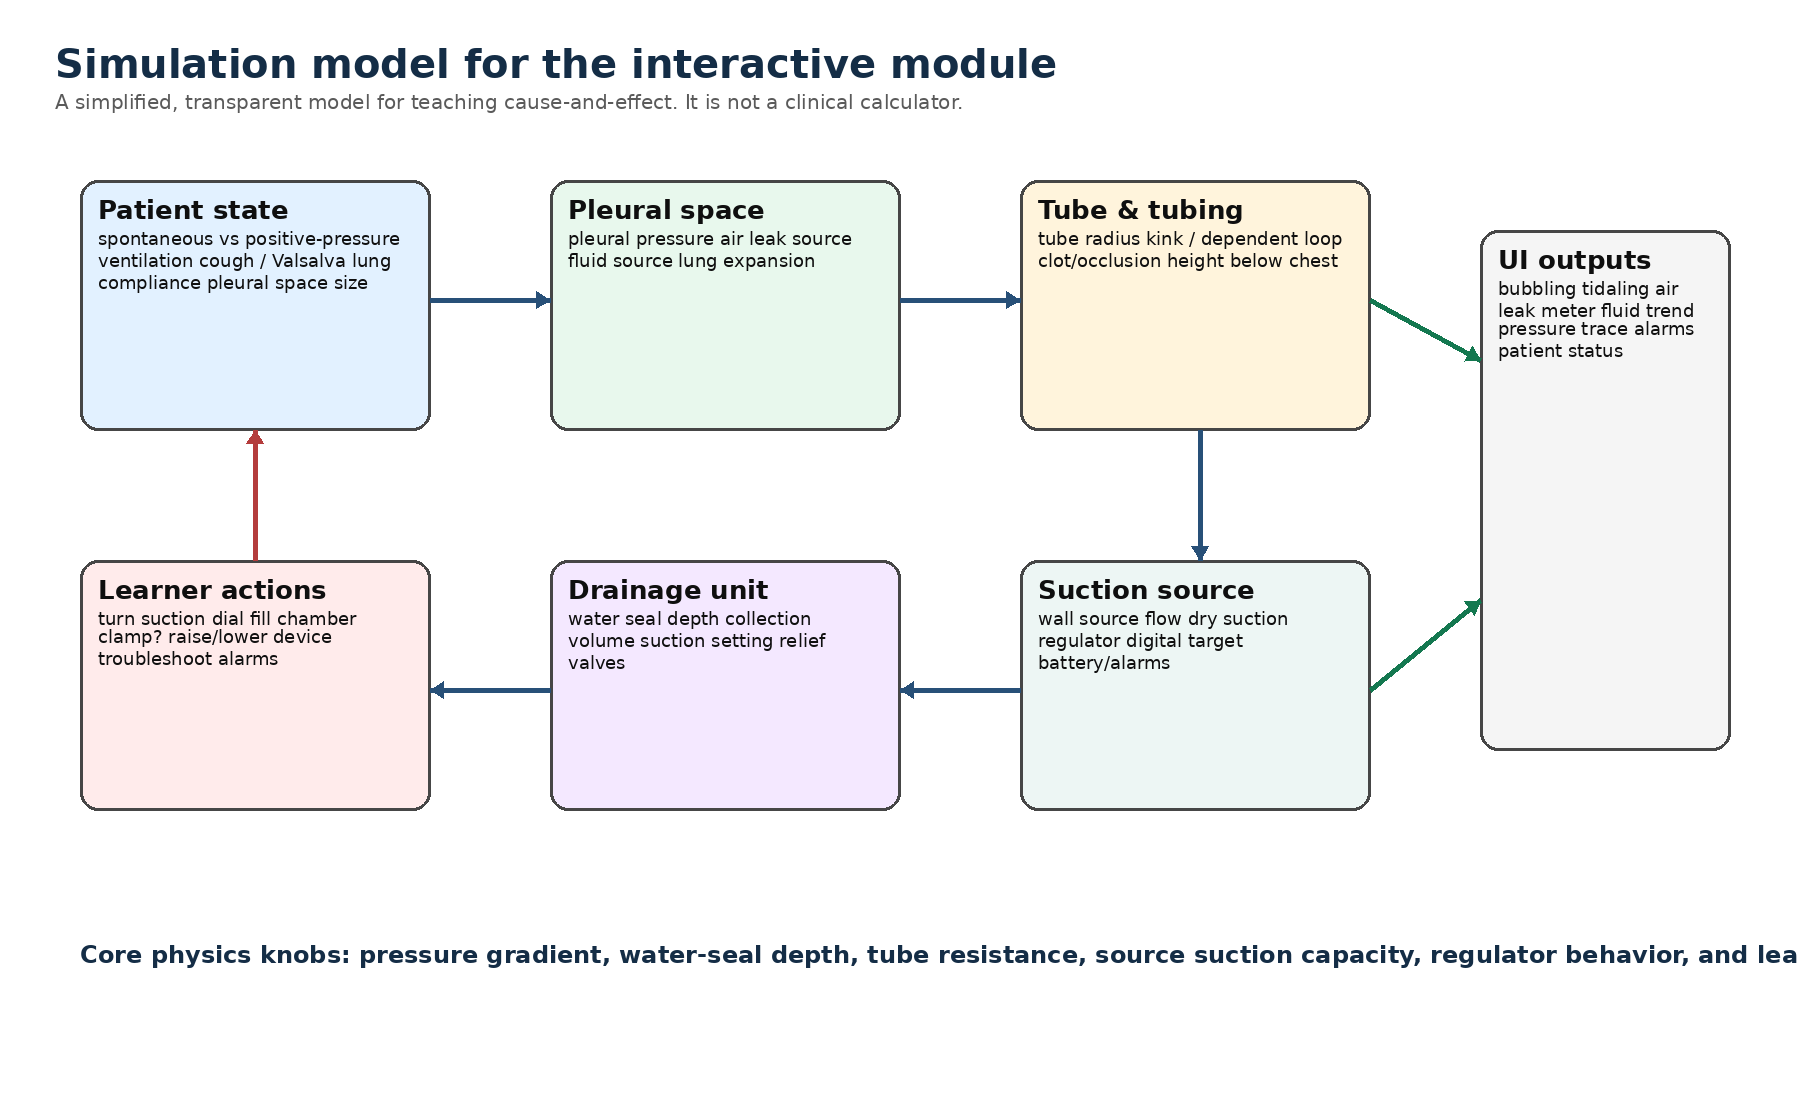 Simulation model for the interactive module
A simplified, transparent model for teaching cause-and-effect. It is not a clinical calculator.
Patient state
spontaneous vs positive-pressure
ventilation cough / Valsalva lung
compliance pleural space size
Pleural space
pleural pressure air leak source
fluid source lung expansion
Tube & tubing
tube radius kink / dependent loop
clot/occlusion height below chest
UI outputs
bubbling tidaling air
leak meter fluid trend
pressure trace alarms
patient status
Learner actions
turn suction dial fill chamber
clamp? raise/lower device
troubleshoot alarms
Drainage unit
water seal depth collection
volume suction setting relief
valves
Suction source
wall source flow dry suction
regulator digital target
battery/alarms
Core physics knobs: pressure gradient, water-seal depth, tube resistance, source suction capacity, regulator behavior, and lea